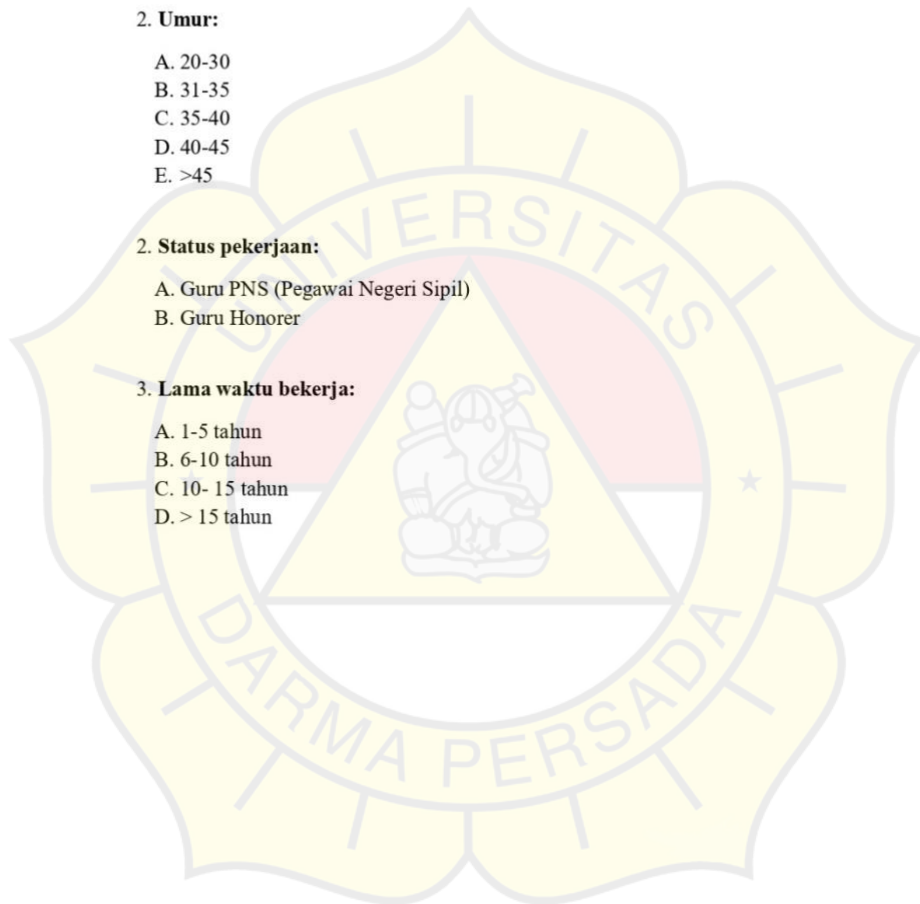 2. Umur:
A. 20-30
B. 31-35
C. 35-40
D. 40-45
E. >45
2. Status pekerjaan:
A. Guru PNS (Pegawai Negeri Sipil)
B. Guru Honorer
3. Lama waktu bekerja:
A. 1-5 tahun
B. 6-10 tahun
C. 10- 15 tahun
D. > 15 tahun
UNIVERSITAS
DARMA PERSADA